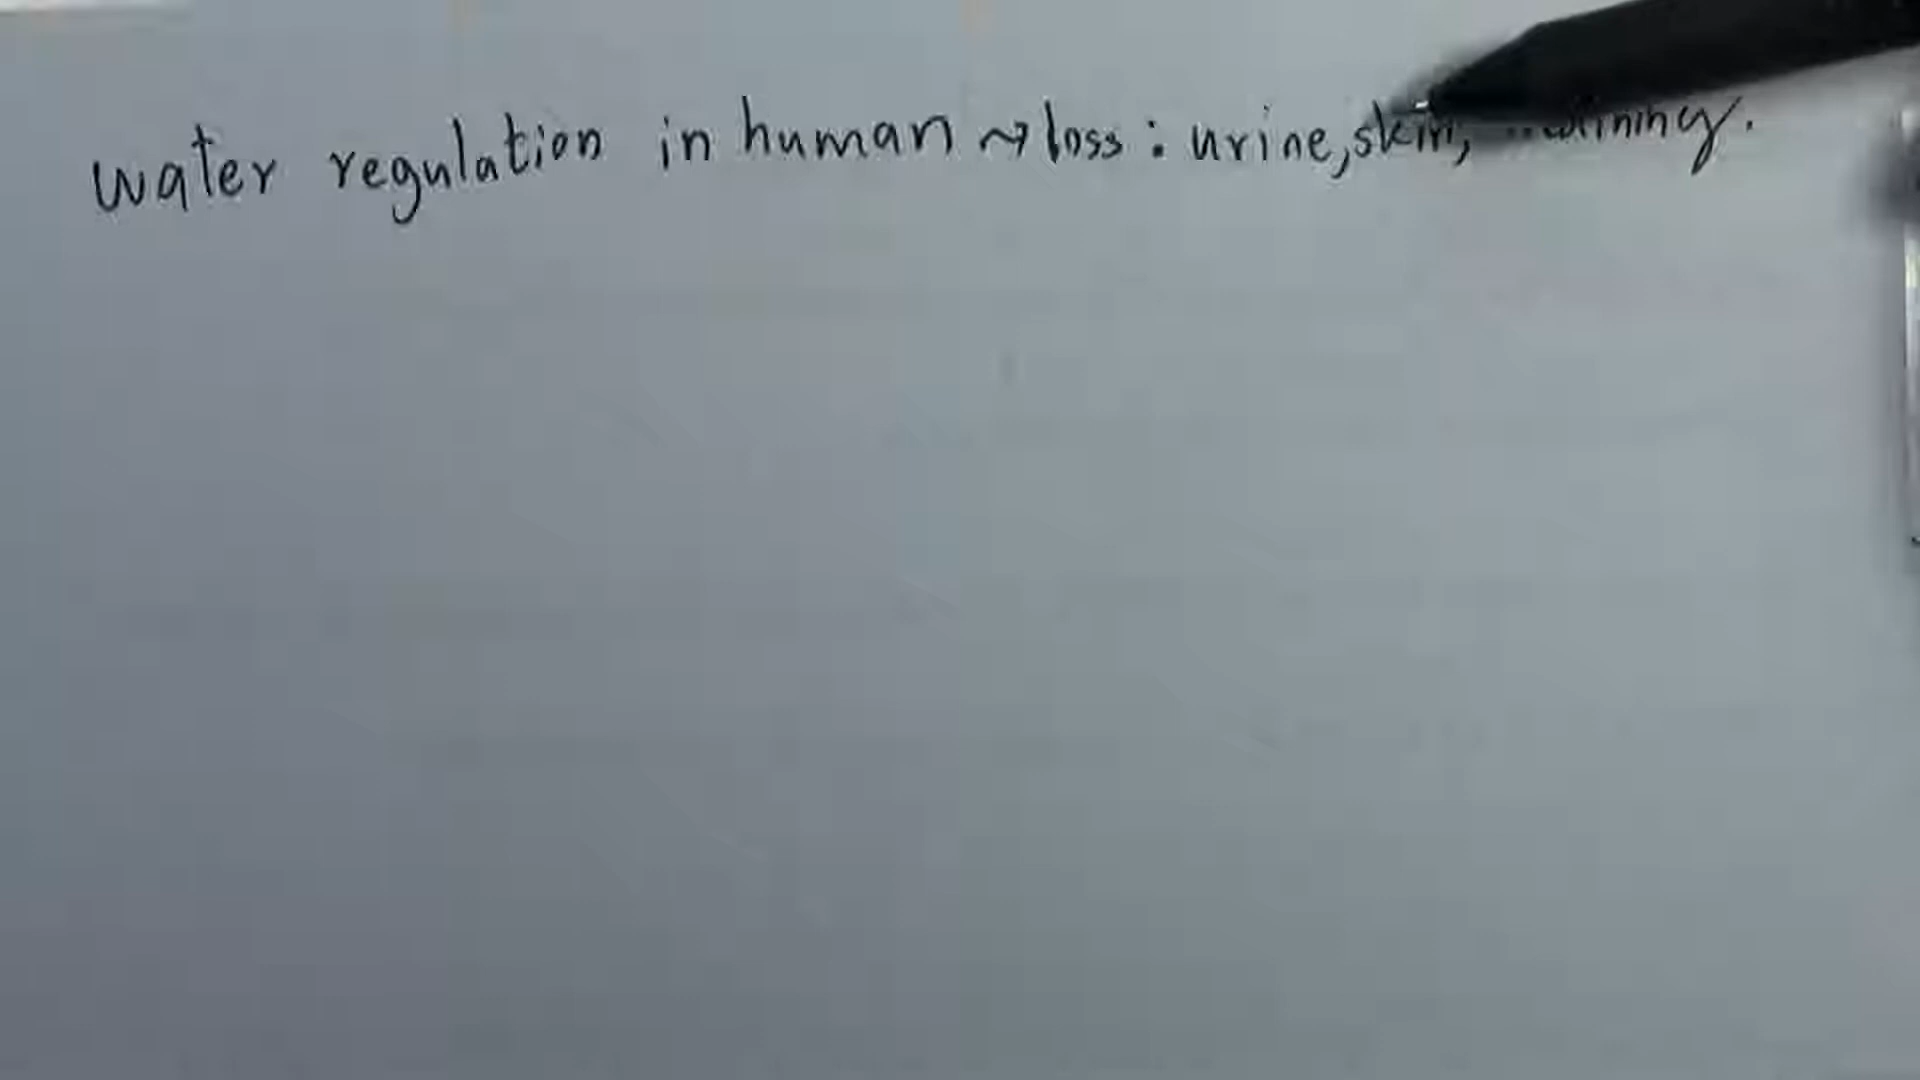 water regulation in human ⇝ loss : urine, skin,